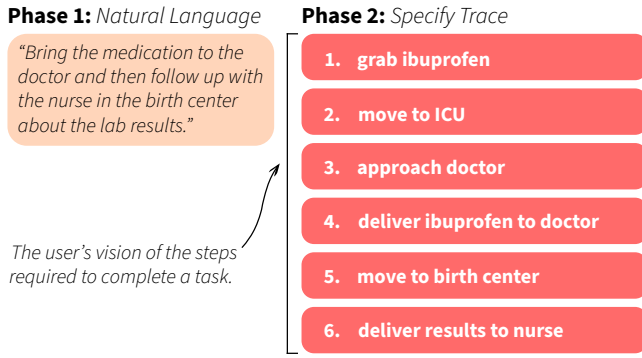 Phase 1: Natural Language
“Bring the medication to the
doctor and then follow up with
the nurse in the birth center
about the lab results.”
The user’s vision of the steps
required to complete a task.
Phase 2: Specify Trace
1. grab ibuprofen
2. move to ICU
3. approach doctor
4. deliver ibuprofen to doctor
5. move to birth center
6. deliver results to nurse